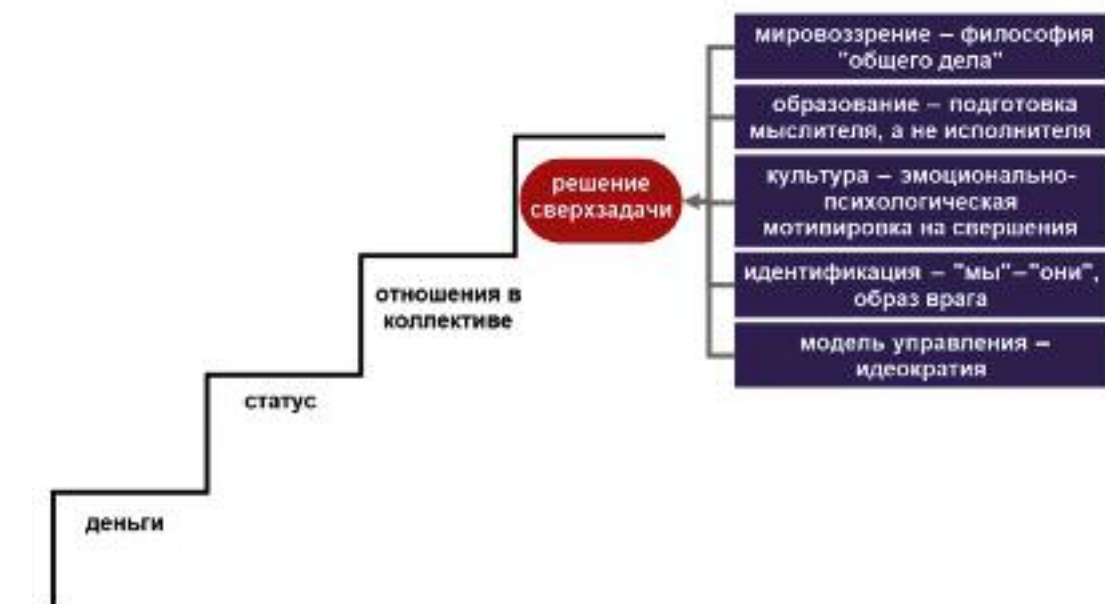 мировоззрение – философия
"общего дела"
образование – подготовка
мыслителя, а не исполнителя
культура – эмоционально-
психологическая
мотивировка на свершения
идентификация – "мы"–"они",
образ врага
модель управления –
идеократия
решение
сверхзадачи
отношения в
коллективе
статус
деньги